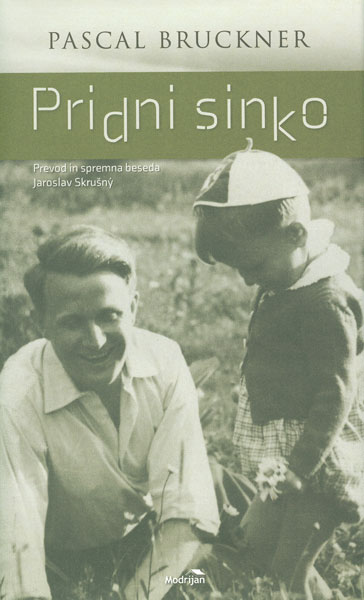 PASCAL BRUCKNER
Pridni sinko
Prevod in spremna beseda
Jaroslav Skrušný
Modrijan